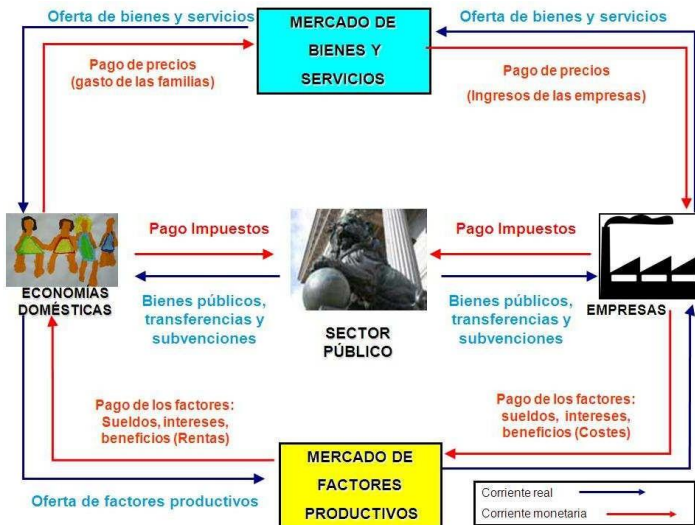 Oferta de bienes y servicios
MERCADO DE
BIENES Y
SERVICIOS
Oferta de bienes y servicios
Pago de precios
(gasto de las familias)
Pago de precios
(Ingresos de las empresas)
Pago Impuestos
Pago Impuestos
ECONOMÍAS
DOMÉSTICAS
Bienes públicos,
transferencias y
subvenciones
SECTOR
PÚBLICO
Bienes públicos,
transferencias y
subvenciones
EMPRESAS
Pago de los factores:
Sueldos, intereses,
beneficios (Rentas)
Pago de los factores:
sueldos, intereses,
beneficios (Costes)
MERCADO DE
FACTORES
PRODUCTIVOS
Oferta de factores productivos
Corriente real
Corriente monetaria